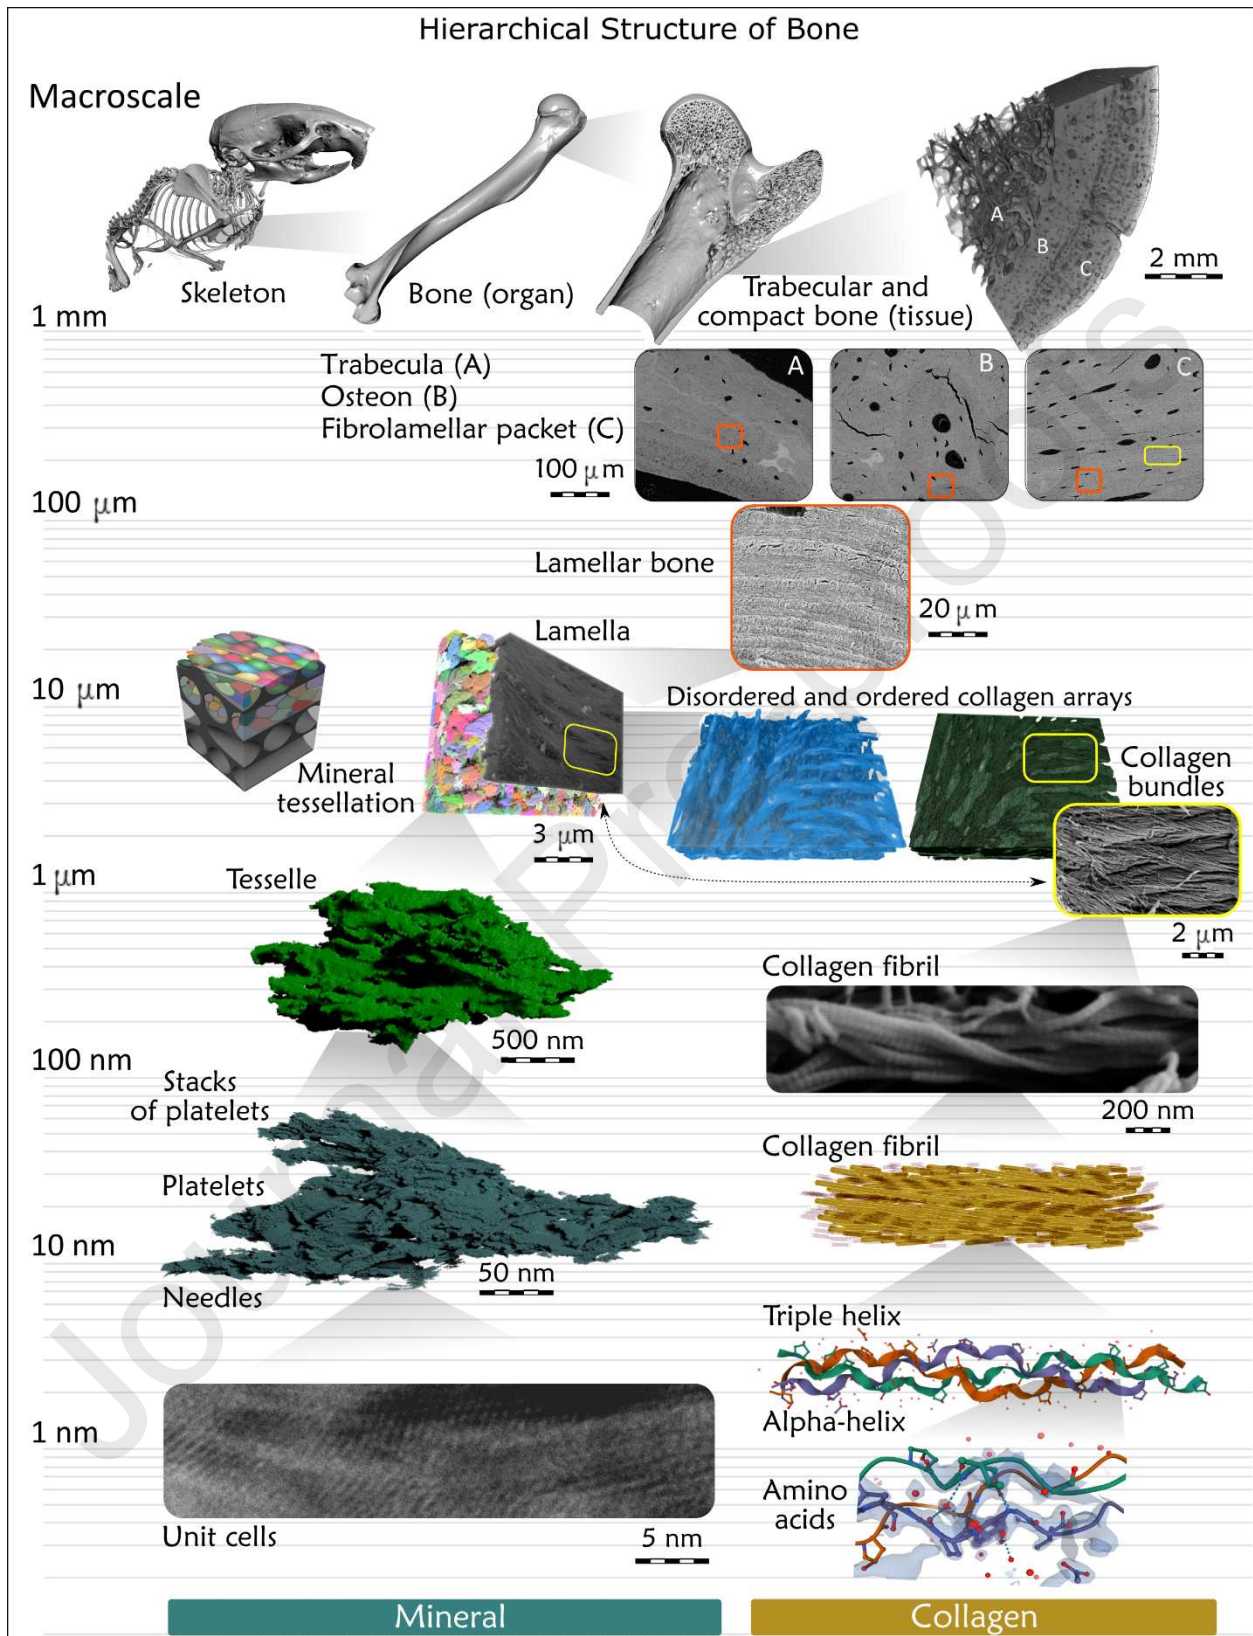 Hierarchical Structure of Bone
Macroscale
Skeleton
Bone (organ)
Trabecular and
compact bone (tissue)
A
B
C
2 mm
1 mm
Trabecula (A)
Osteon (B)
Fibrolamellar packet (C)
100 μm
A
B
C
100 μm
Lamellar bone
20 μm
Lamella
10 μm
Disordered and ordered collagen arrays
Mineral
tessellation
Collagen
bundles
3 μm
1 μm
Tesselle
2 μm
Collagen fibril
500 nm
100 nm
Stacks
of platelets
200 nm
Collagen fibril
Platelets
10 nm
50 nm
Needles
Triple helix
Alpha-helix
1 nm
Amino
acids
Unit cells
5 nm
Mineral
Collagen
Journal Pre-proofs